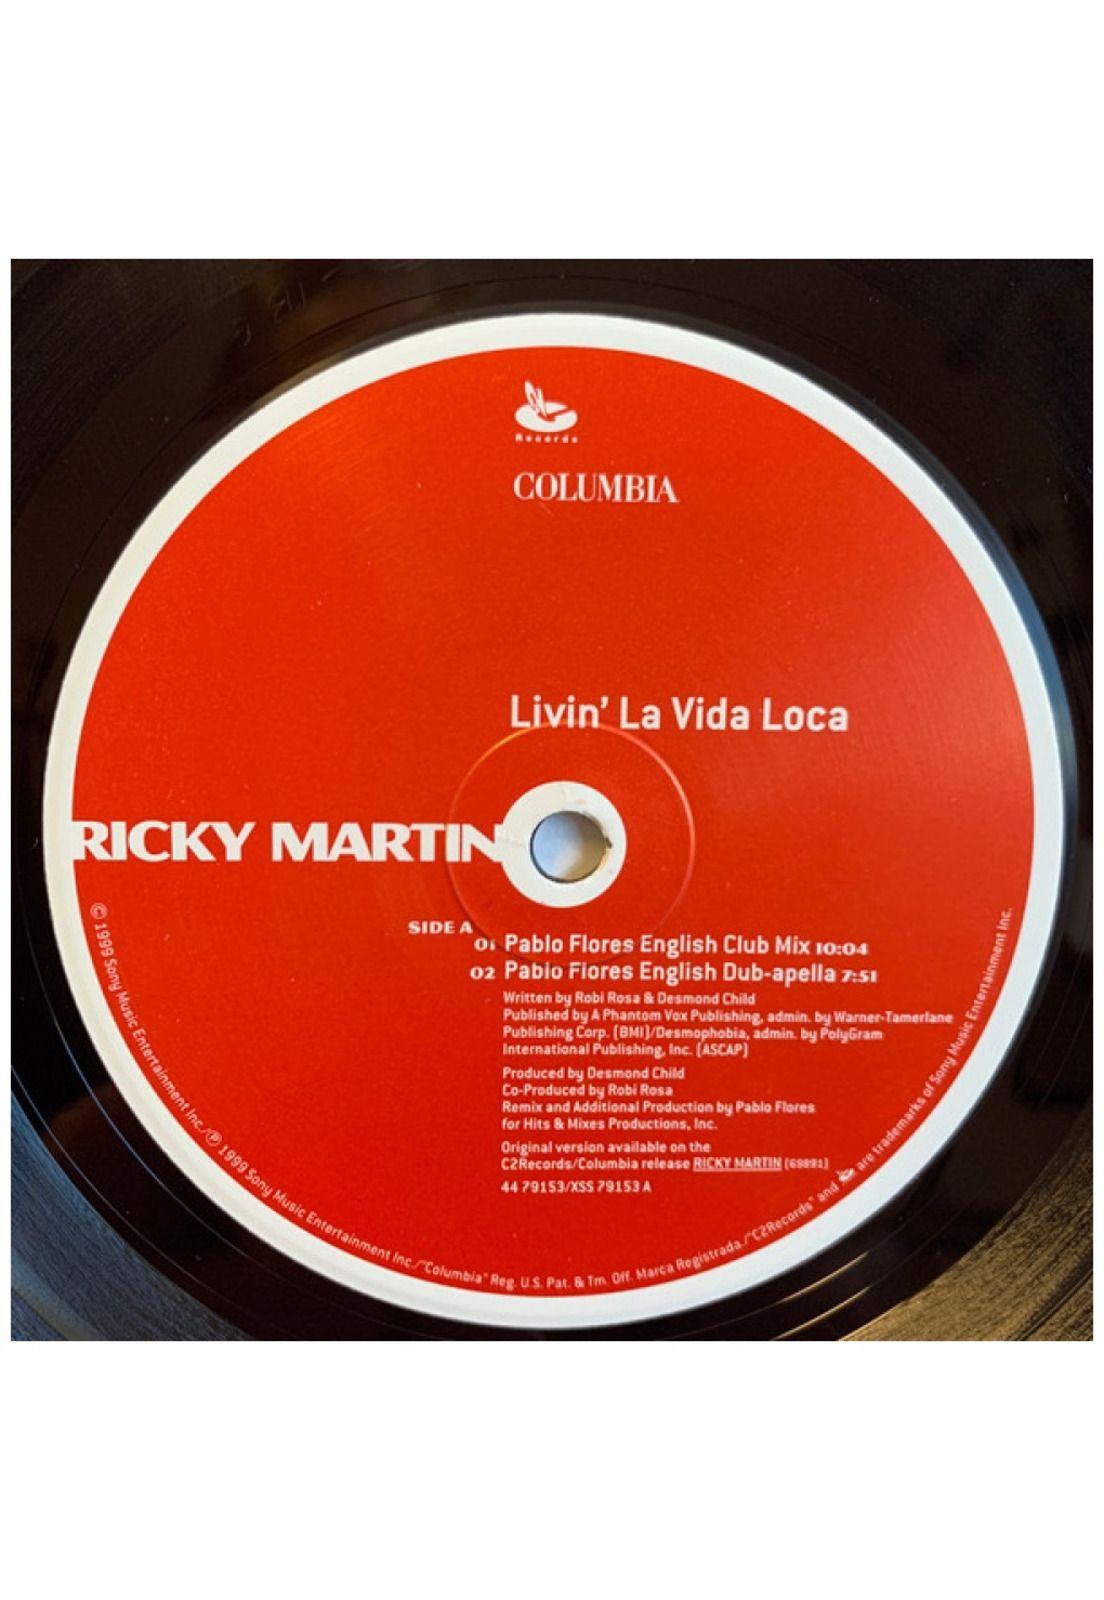 C2
Records
COLUMBIA
Livin' La Vida Loca
RICKY MARTIN
SIDE A
01 Pablo Flores English Club Mix 10:04
02 Pablo Flores English Dub-apella 7:51
Written by Robi Rosa & Desmond Child
Published by A Phantom Vox Publishing, admin. by Warner-Tamerlane
Publishing Corp. (BMI)/Desmophobia, admin. by PolyGram
International Publishing, Inc. (ASCAP)
Produced by Desmond Child
Co-Produced by Robi Rosa
Remix and Additional Production by Pablo Flores
for Hits & Mixes Productions, Inc.
Original version available on the
C2Records/Columbia release RICKY MARTIN (69891)
44 79153/XSS 79153 A
© 1999 Sony Music Entertainment Inc./℗ 1999 Sony Music Entertainment Inc./"Columbia" Reg. U.S. Pat. & Tm. Off. Marca Registrada./"C2Records" and C2 are trademarks of Sony Music Entertainment Inc.